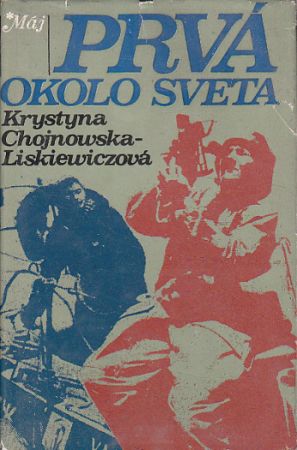 *Máj
PRVÁ
OKOLO SVETA
Krystyna
Chojnowska-
Liskiewiczová